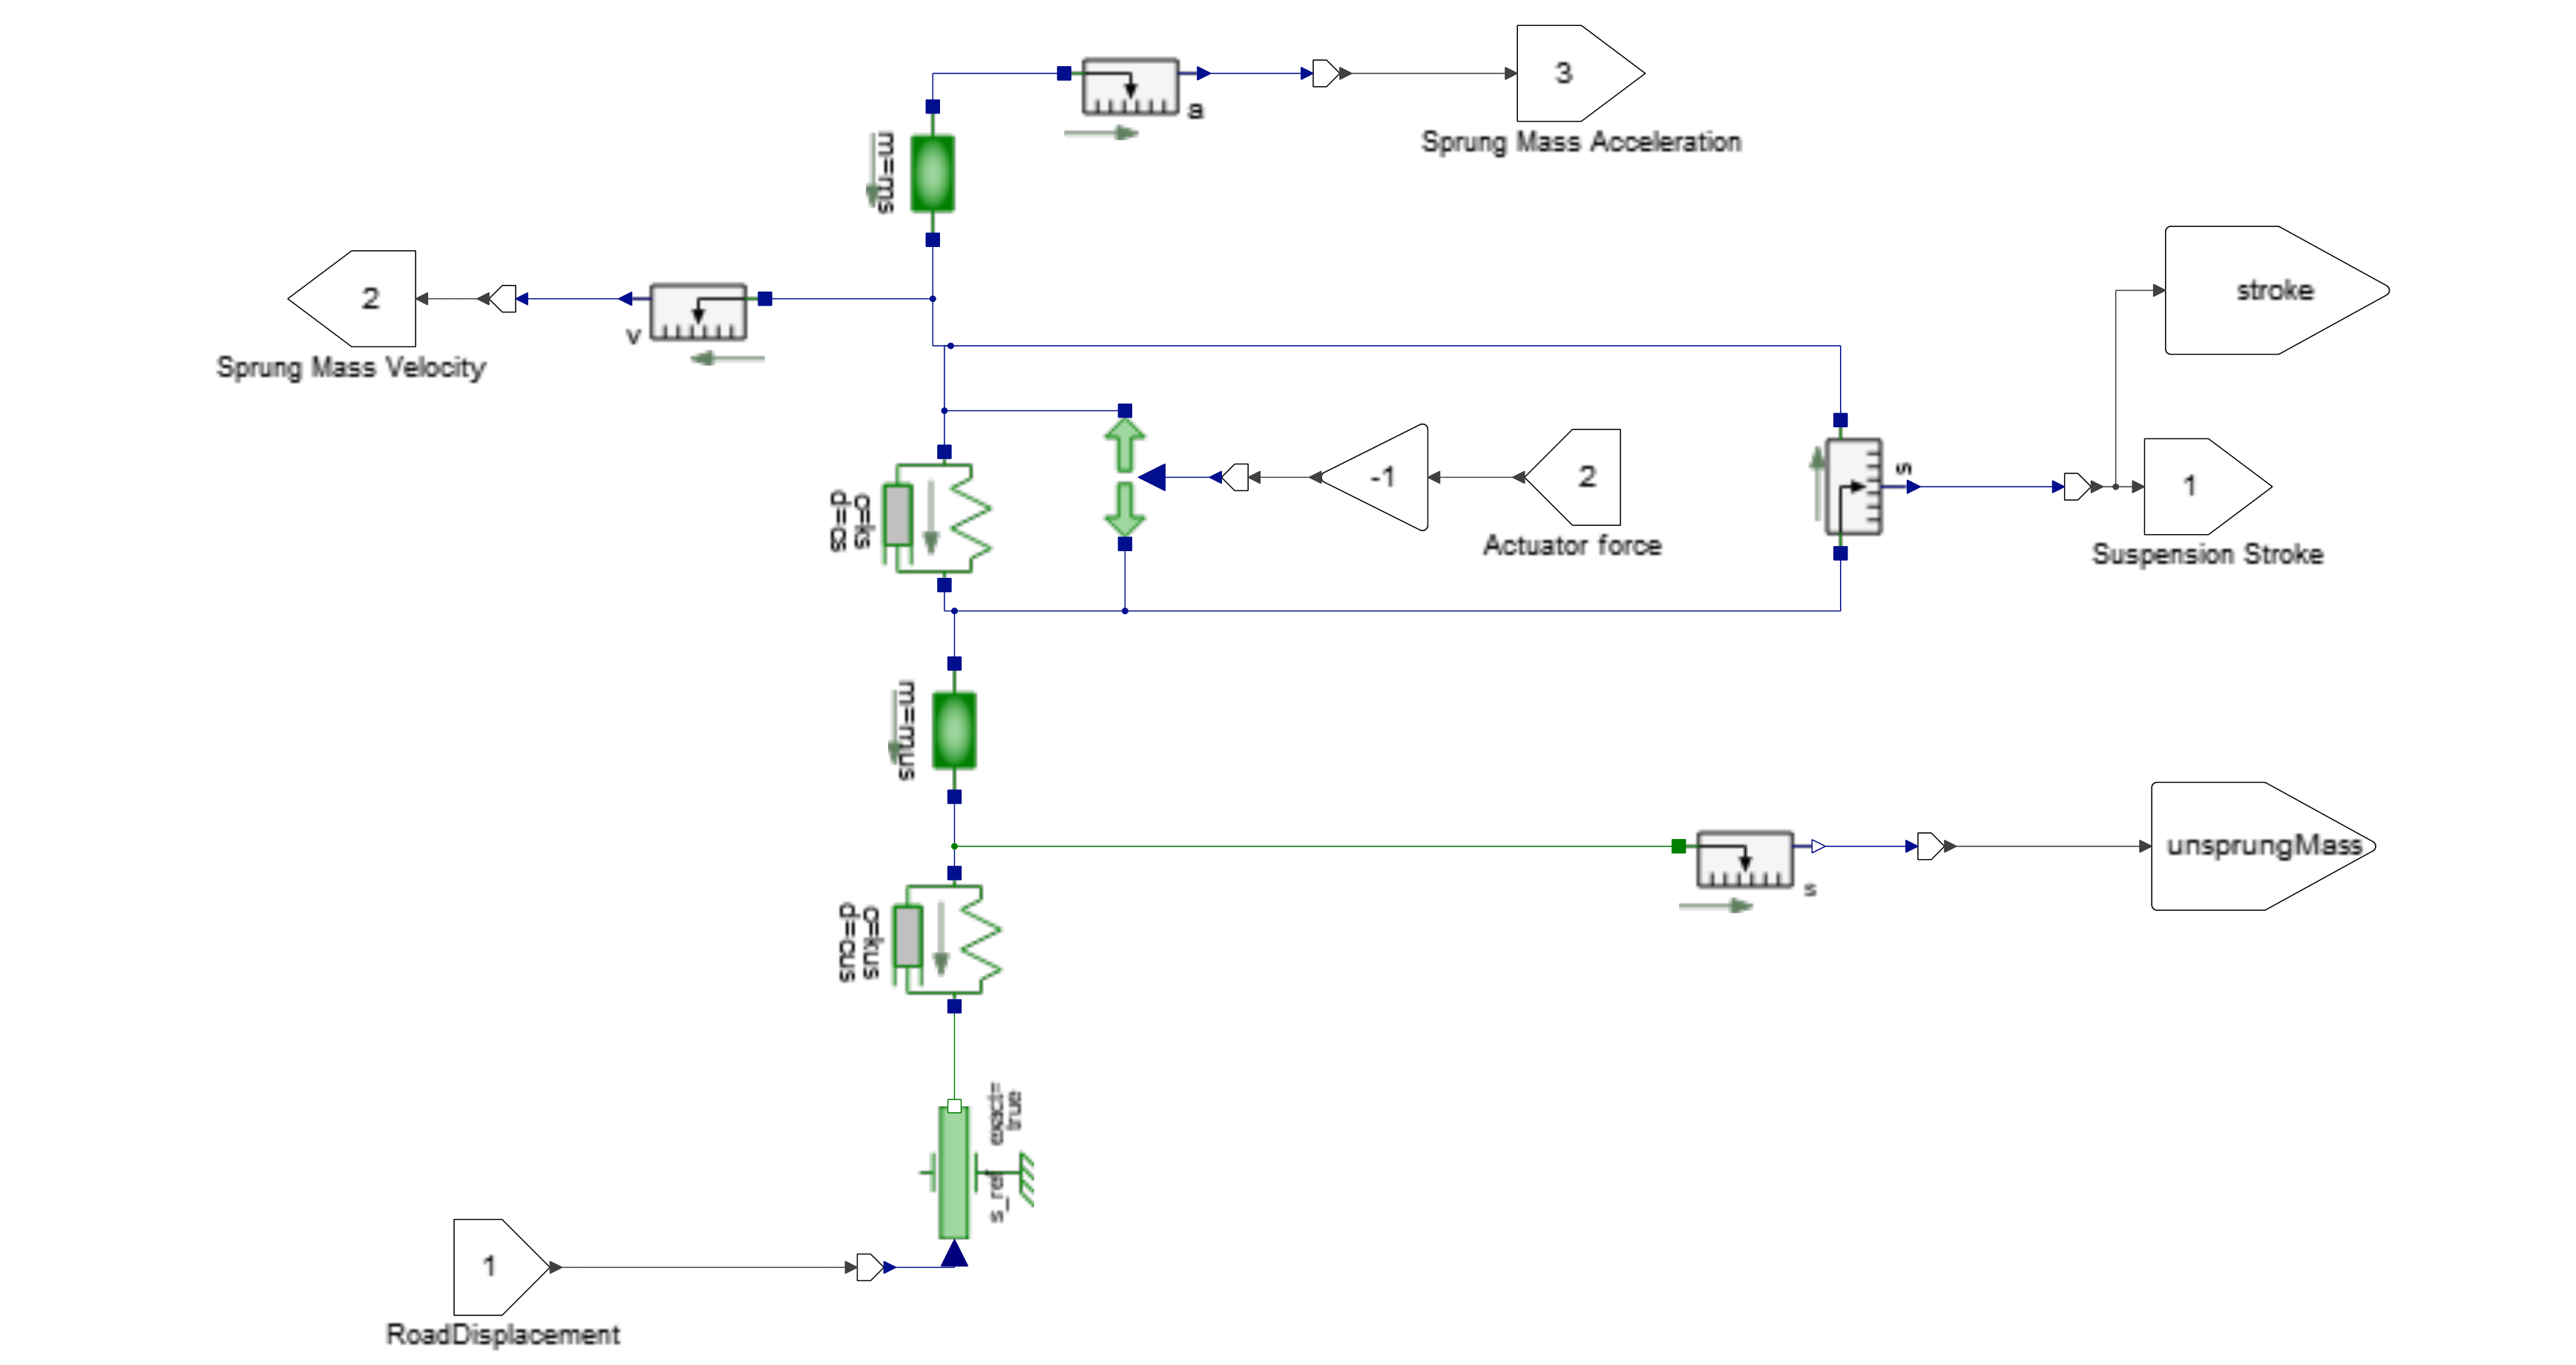 3
a
Sprung Mass Acceleration
m=ms
2
v
Sprung Mass Velocity
stroke
c=ks
d=cs
-1
2
Actuator force
s
1
Suspension Stroke
m=mus
unsprungMass
s
c=kus
d=cus
exact=
true
s_ref
1
RoadDisplacement